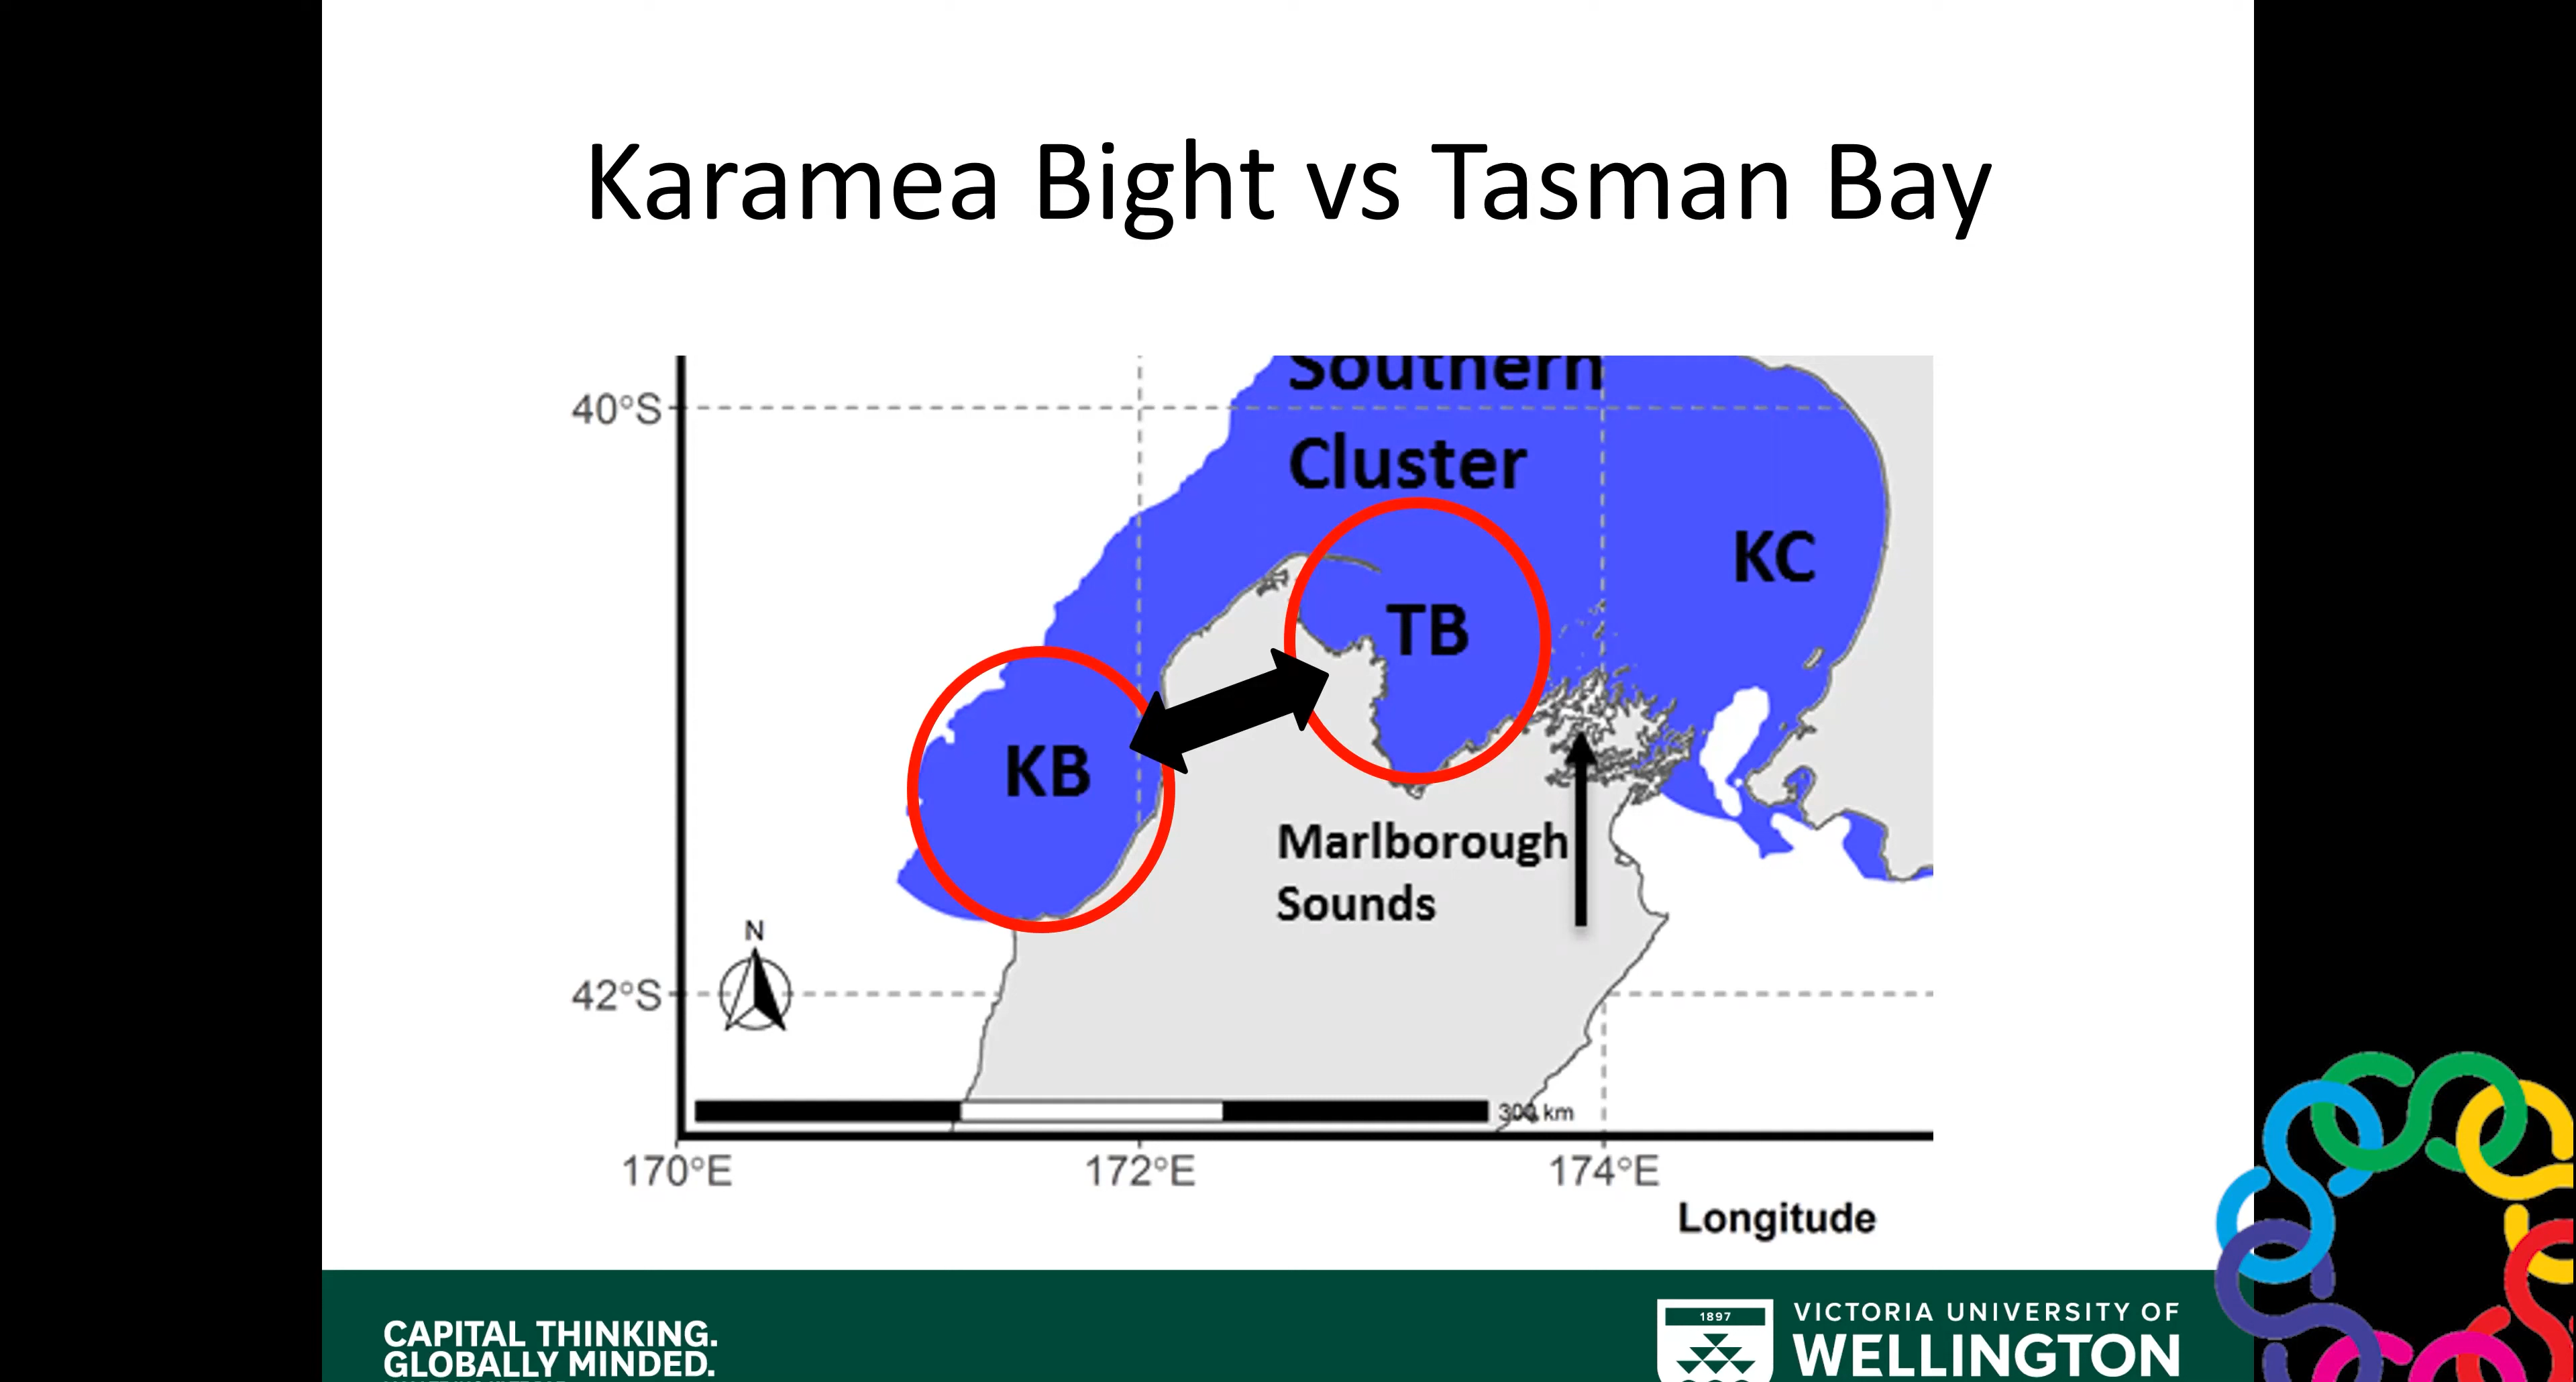 Karamea Bight vs Tasman Bay
Southern
Cluster
40°S
KC
TB
KB
Marlborough
Sounds
N
42°S
300 km
170°E
172°E
174°E
Longitude
CAPITAL THINKING.
GLOBALLY MINDED.
1897
VICTORIA UNIVERSITY OF
WELLINGTON